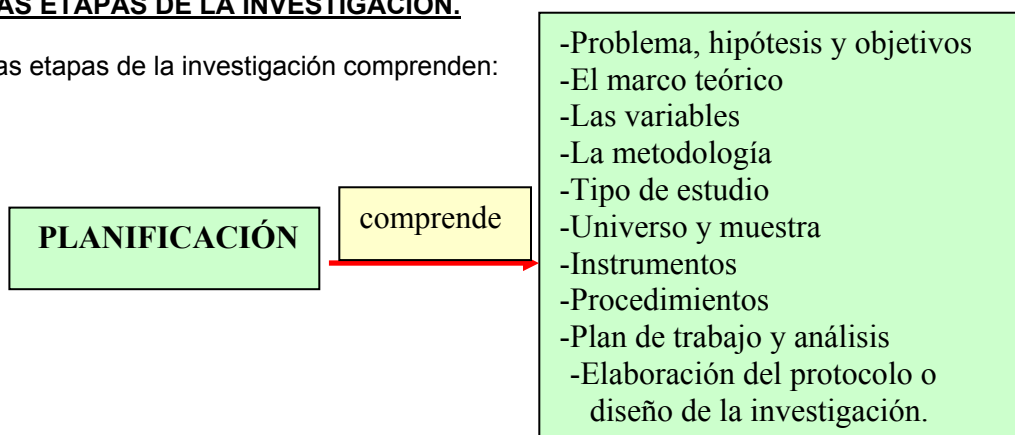 AS ETAPAS DE LA INVESTIGACIÓN.
as etapas de la investigación comprenden:
PLANIFICACIÓN
comprende
-Problema, hipótesis y objetivos
-El marco teórico
-Las variables
-La metodología
-Tipo de estudio
-Universo y muestra
-Instrumentos
-Procedimientos
-Plan de trabajo y análisis
-Elaboración del protocolo o
diseño de la investigación.